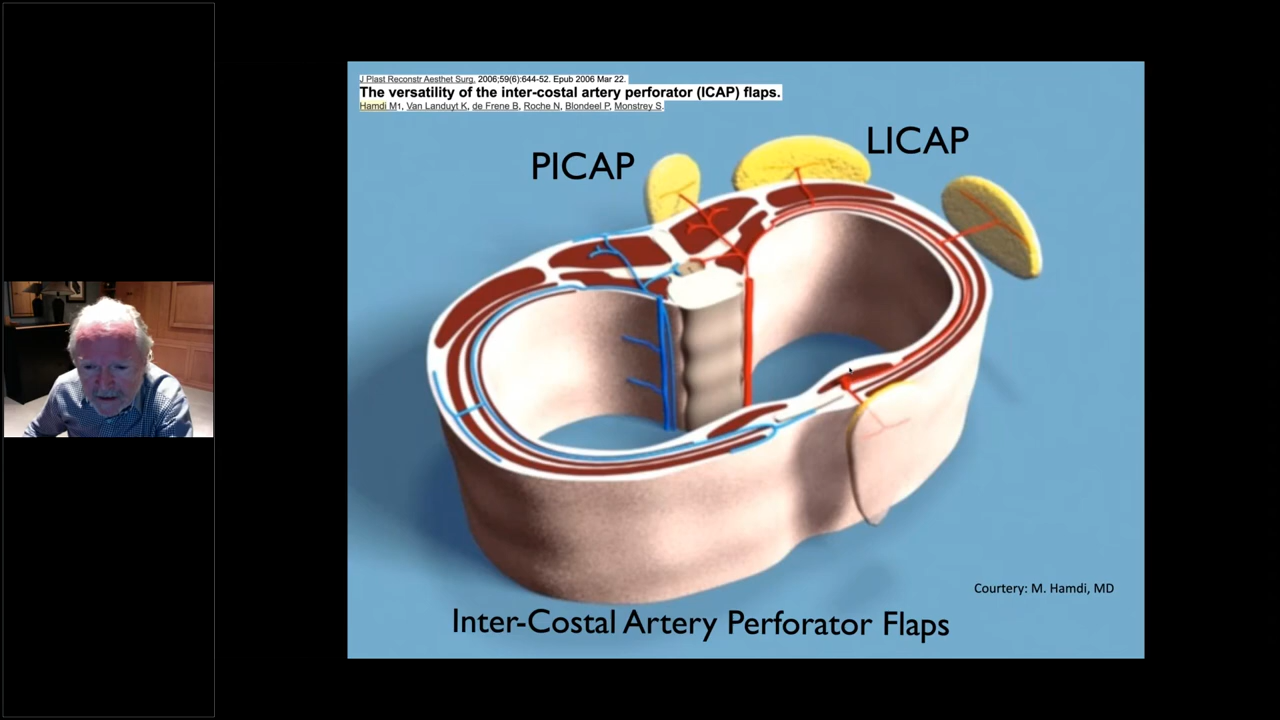 J Plast Reconstr Aesthet Surg. 2006;59(6):644-52. Epub 2006 Mar 22.
The versatility of the inter-costal artery perforator (ICAP) flaps.
Hamdi M1, Van Landuyt K, de Frene B, Roche N, Blondeel P, Monstrey S.
LICAP
PICAP
Courtery: M. Hamdi, MD
Inter-Costal Artery Perforator Flaps